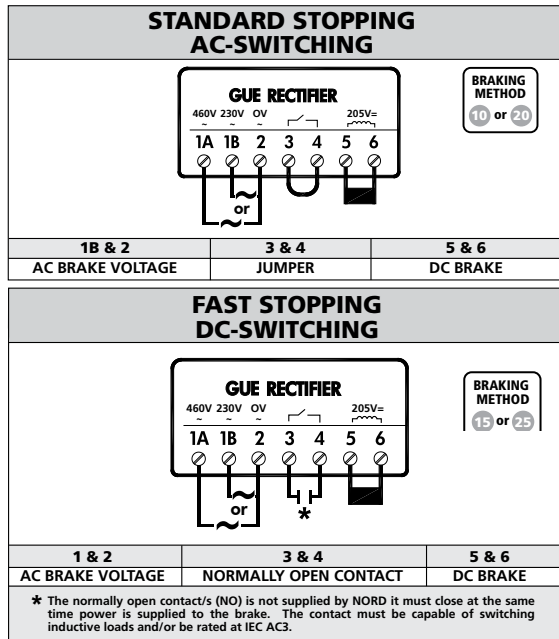 STANDARD STOPPING
AC-SWITCHING
GUE RECTIFIER
460V 230V OV 205V=
~ ~ ~
1A 1B 2 3 4 5 6
~
or
~
BRAKING
METHOD
10 or 20
1B & 2 3 & 4 5 & 6
AC BRAKE VOLTAGE JUMPER DC BRAKE
FAST STOPPING
DC-SWITCHING
GUE RECTIFIER
460V 230V OV 205V=
~ ~ ~
1A 1B 2 3 4 5 6
~
or
~ *
BRAKING
METHOD
15 or 25
1 & 2 3 & 4 5 & 6
AC BRAKE VOLTAGE NORMALLY OPEN CONTACT DC BRAKE
* The normally open contact/s (NO) is not supplied by NORD it must close at the same
time power is supplied to the brake. The contact must be capable of switching
inductive loads and/or be rated at IEC AC3.